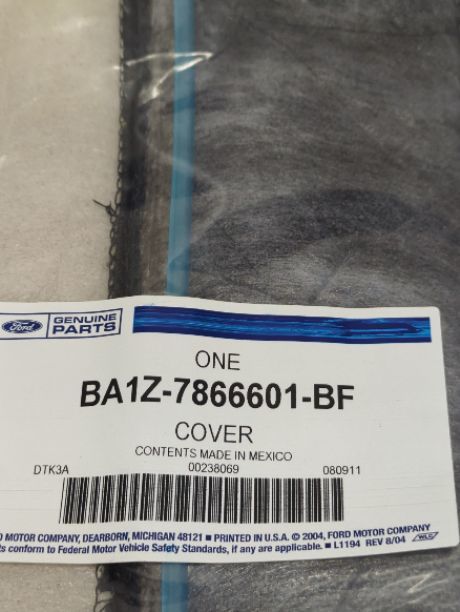 Ford GENUINE PARTS
ONE
BA1Z-7866601-BF
COVER
CONTENTS MADE IN MEXICO
DTK3A 00238069 080911
MOTOR COMPANY, DEARBORN, MICHIGAN 48121 ■ PRINTED IN U.S.A. © 2004, FORD MOTOR COMPANY
conform to Federal Motor Vehicle Safety Standards, if any are applicable. ■ L1194 REV 8/04